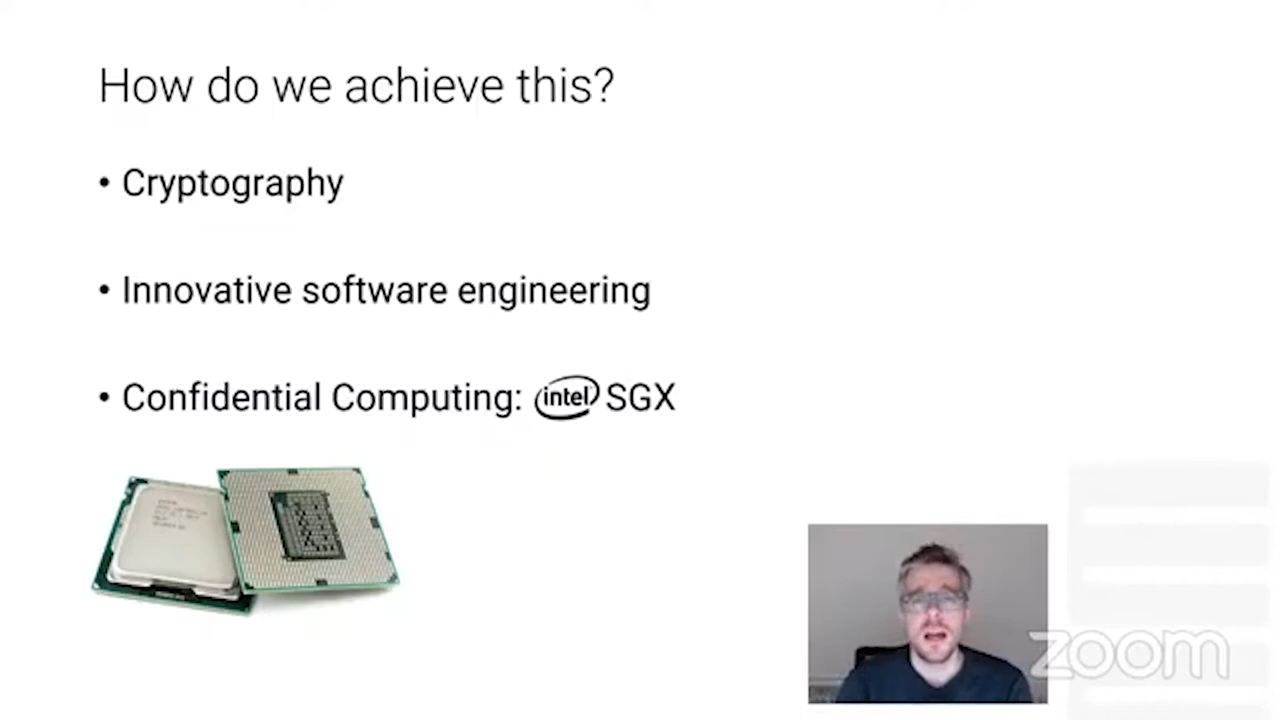 How do we achieve this?
• Cryptography
• Innovative software engineering
• Confidential Computing: intel SGX
zoom